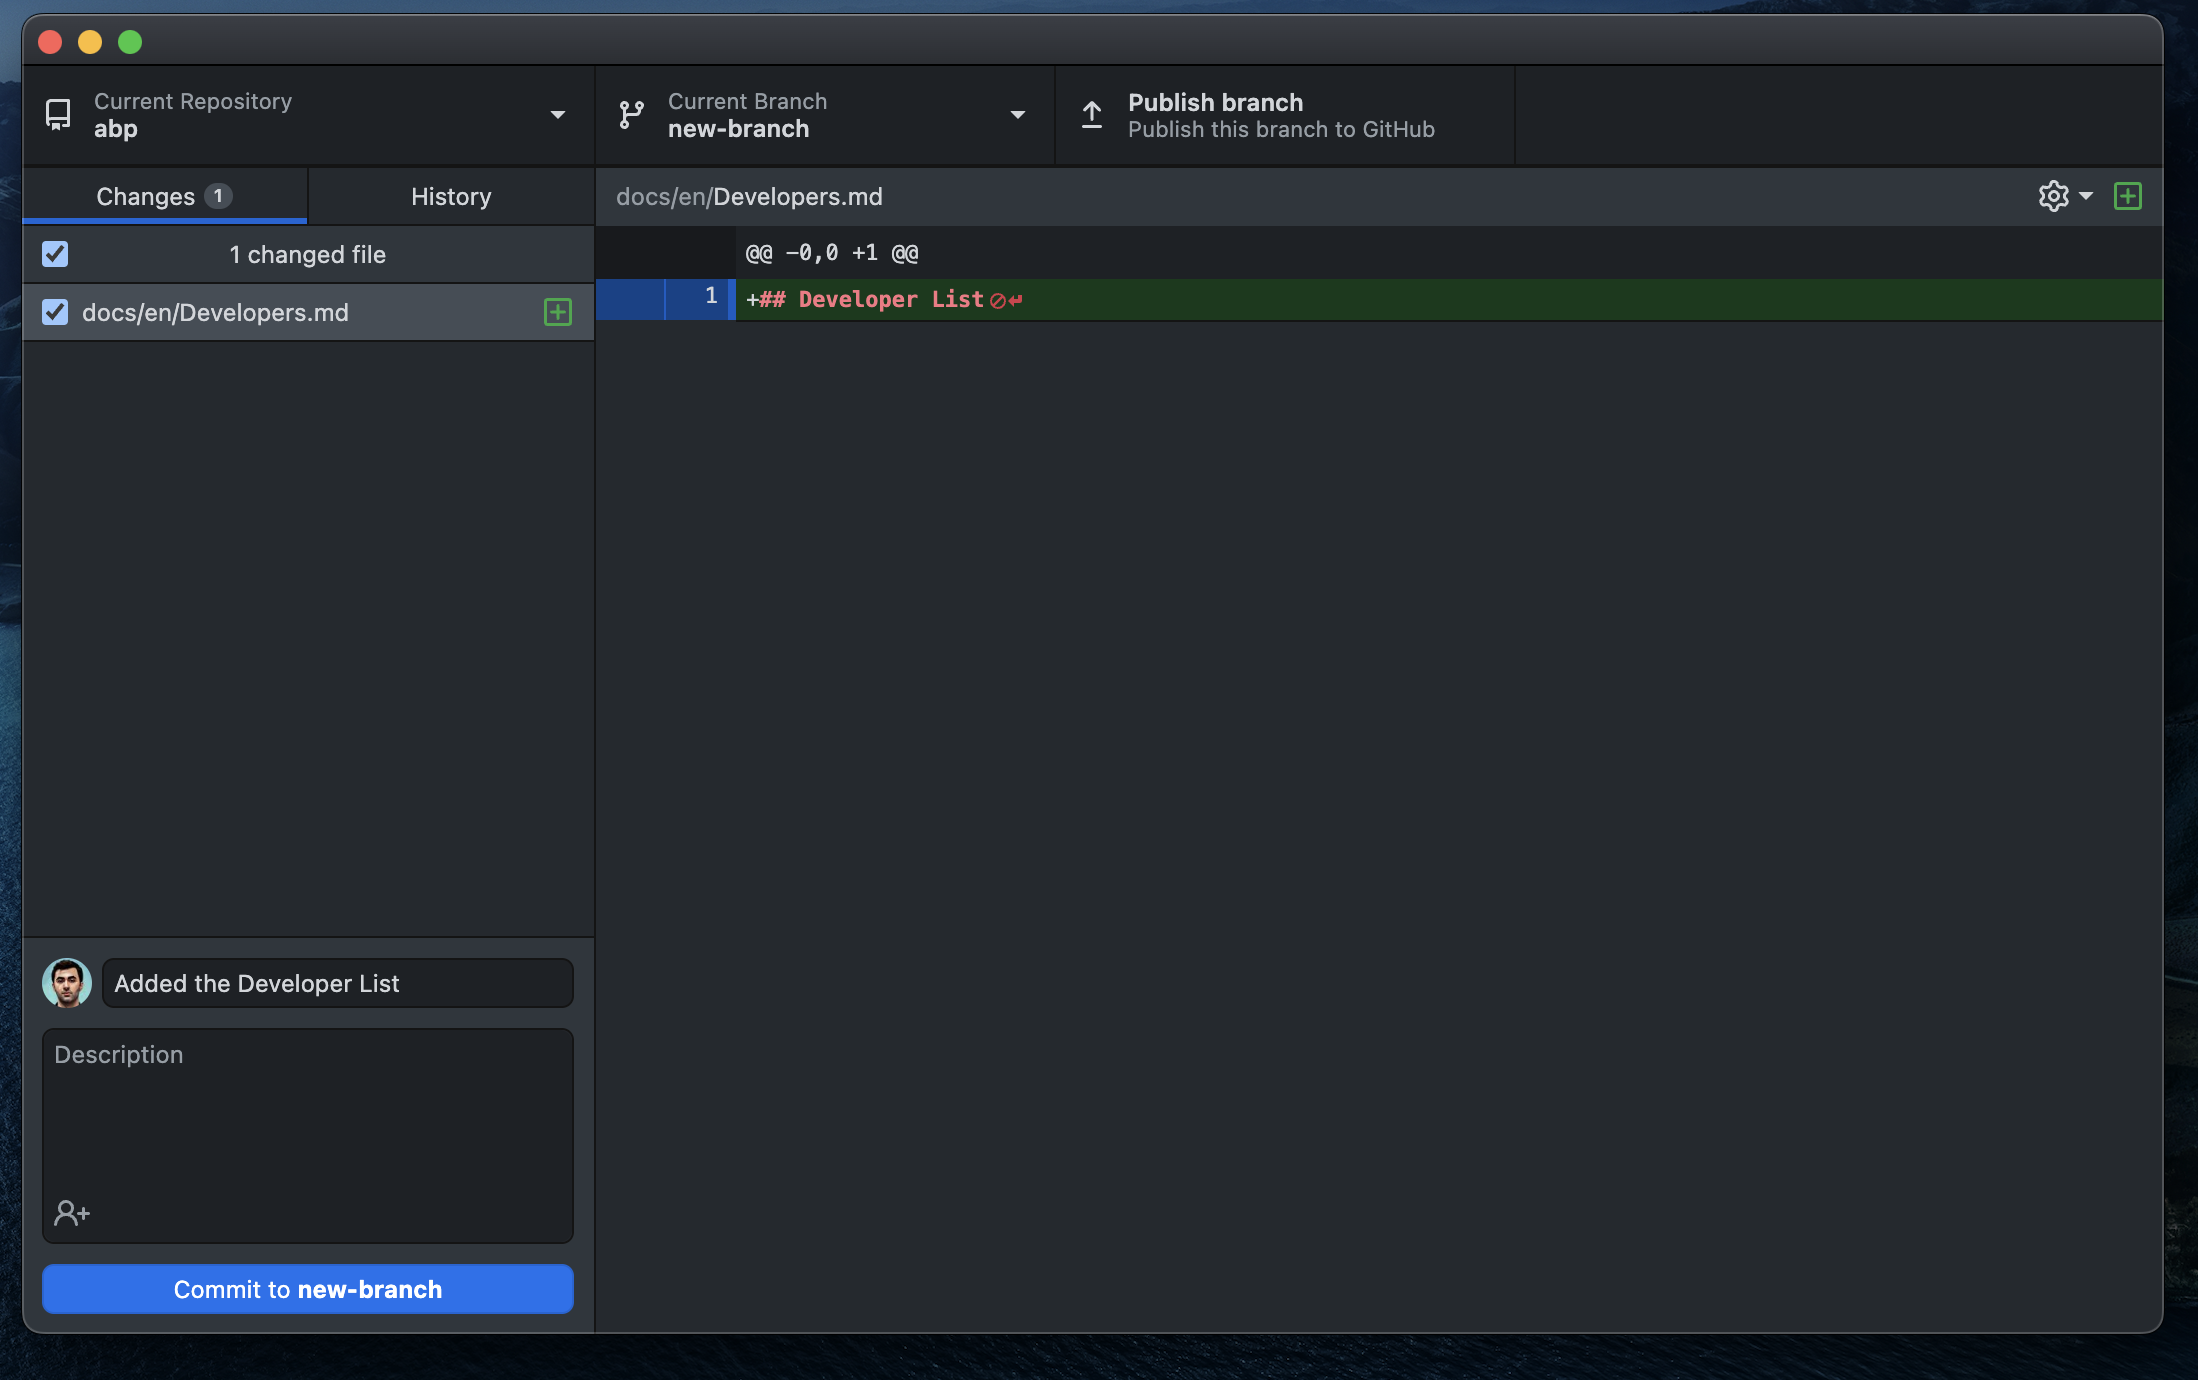 Current Repository
abp
Current Branch
new-branch
Publish branch
Publish this branch to GitHub
Changes 1
History
docs/en/Developers.md
1 changed file
docs/en/Developers.md
@@ -0,0 +1 @@
1 +## Developer List
Added the Developer List
Description
Commit to new-branch